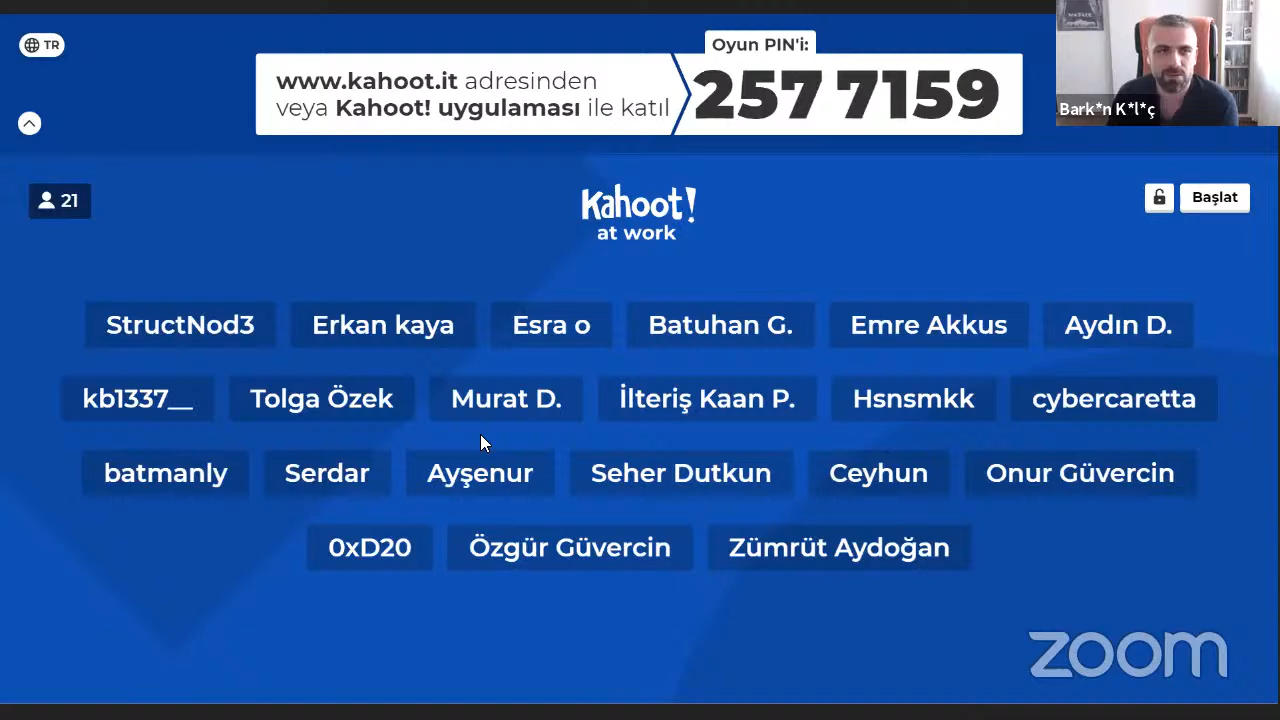 TR
Oyun PIN'i:
www.kahoot.it adresinden
veya Kahoot! uygulaması ile katıl
257 7159
Bark*n K*l*ç
21
Kahoot!
at work
Başlat
StructNod3 Erkan kaya Esra o Batuhan G. Emre Akkus Aydın D.
kb1337__ Tolga Özek Murat D. İlteriş Kaan P. Hsnsmkk cybercaretta
batmanly Serdar Ayşenur Seher Dutkun Ceyhun Onur Güvercin
0xD20 Özgür Güvercin Zümrüt Aydoğan
zoom